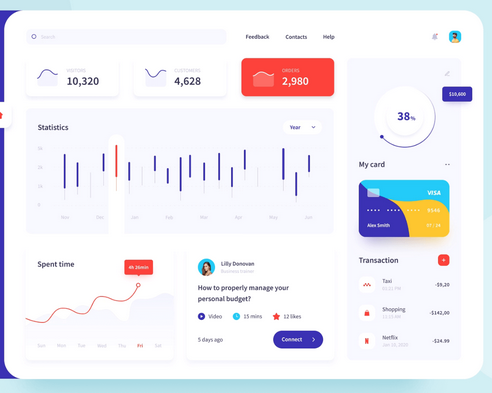 Search
Feedback
Contacts
Help
VISITORS
10,320
CUSTOMERS
4,628
ORDERS
2,980
$10,600
38%
Statistics
Year
Nov
Dec
Jan
Feb
Mar
Apr
May
Jun
My card
VISA
Alex Smith
Spent time
4h 26min
Sun
Mon
Tue
Wed
Thu
Fri
Sat
Lilly Donovan
How to properly manage your
personal budget?
Video
15 mins
12 likes
5 days ago
Connect
Transaction
Taxi
-$9,20
Shopping
-$142,00
Netflix
-$24.99